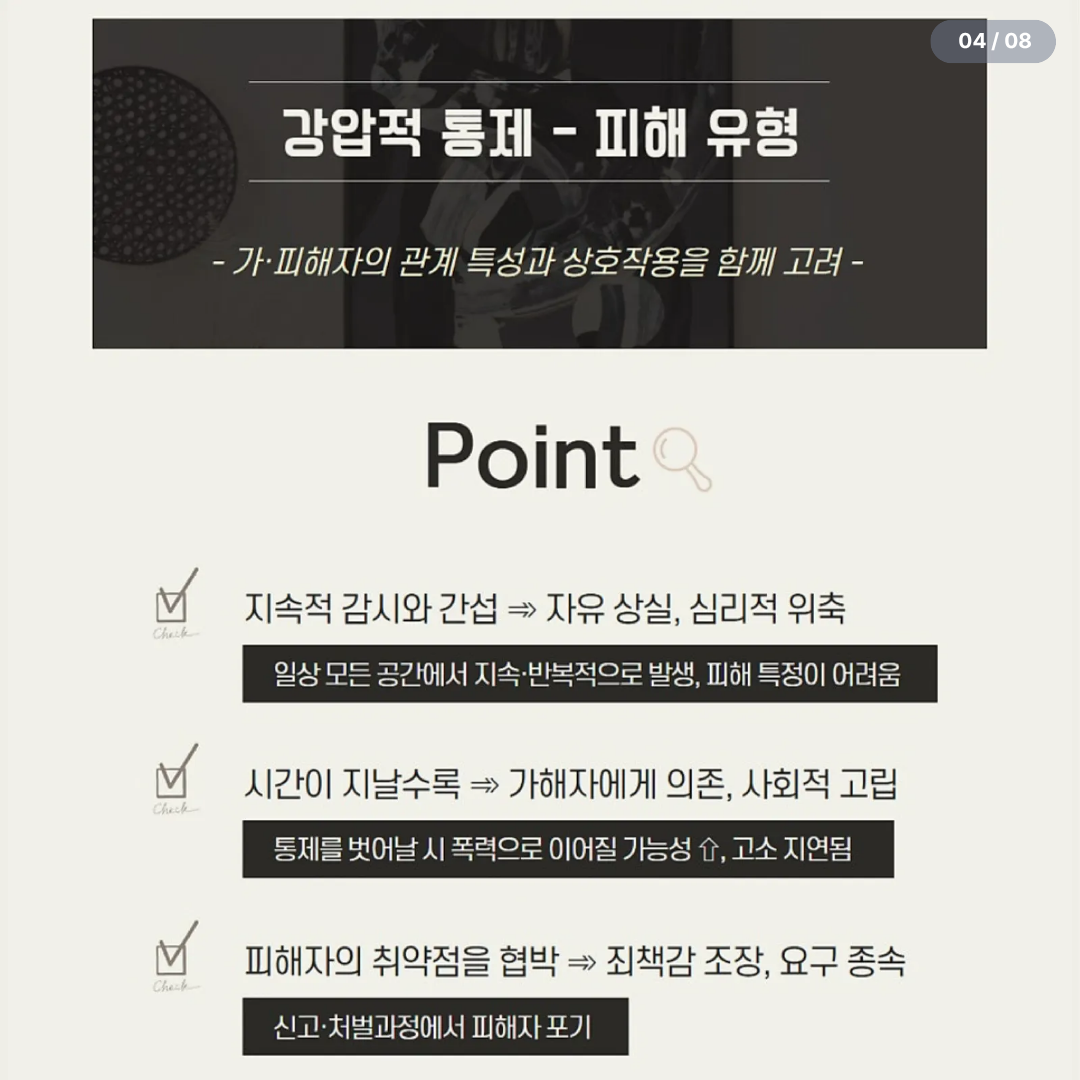 04 / 08
강압적 통제 - 피해 유형
- 가·피해자의 관계 특성과 상호작용을 함께 고려 -
Point
지속적 감시와 간섭 ⇒ 자유 상실, 심리적 위축
Check
일상 모든 공간에서 지속·반복적으로 발생, 피해 특정이 어려움
시간이 지날수록 ⇒ 가해자에게 의존, 사회적 고립
Check
통제를 벗어날 시 폭력으로 이어질 가능성 ⇧, 고소 지연됨
피해자의 취약점을 협박 ⇒ 죄책감 조장, 요구 종속
Check
신고·처벌과정에서 피해자 포기